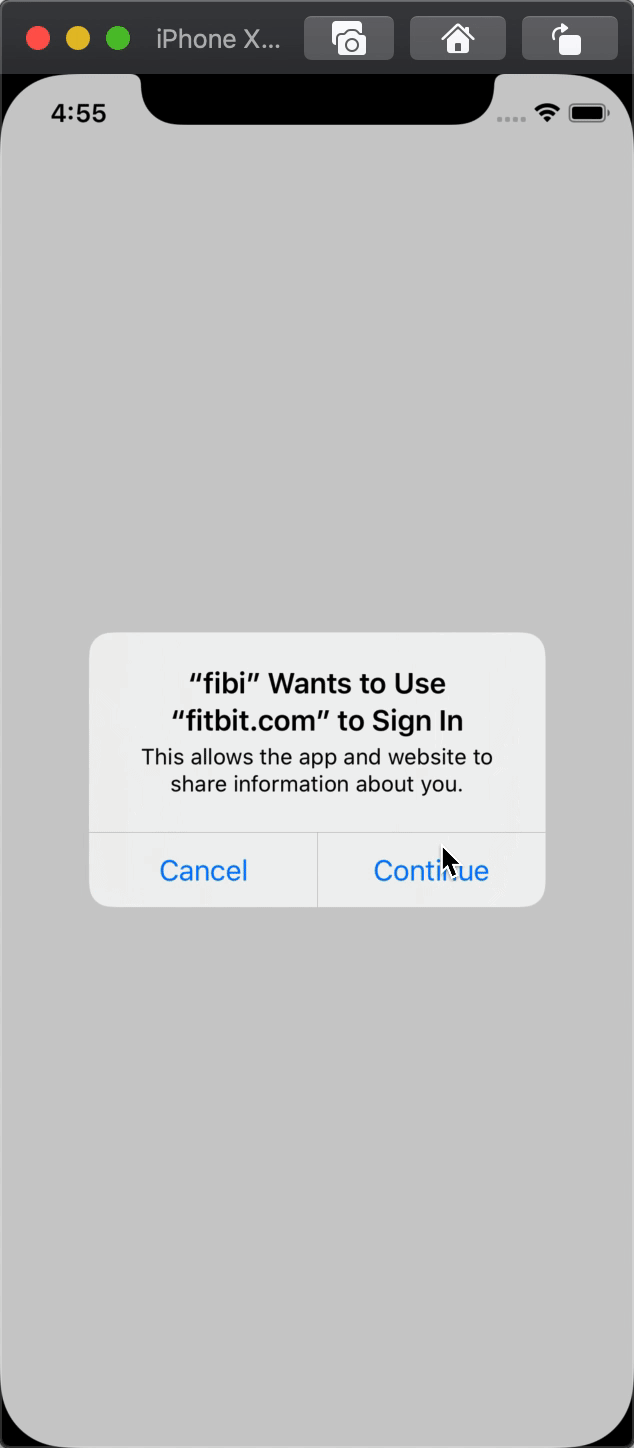 iPhone X...
4:55
“fibi” Wants to Use
“fitbit.com” to Sign In
This allows the app and website to
share information about you.
Cancel
Continue